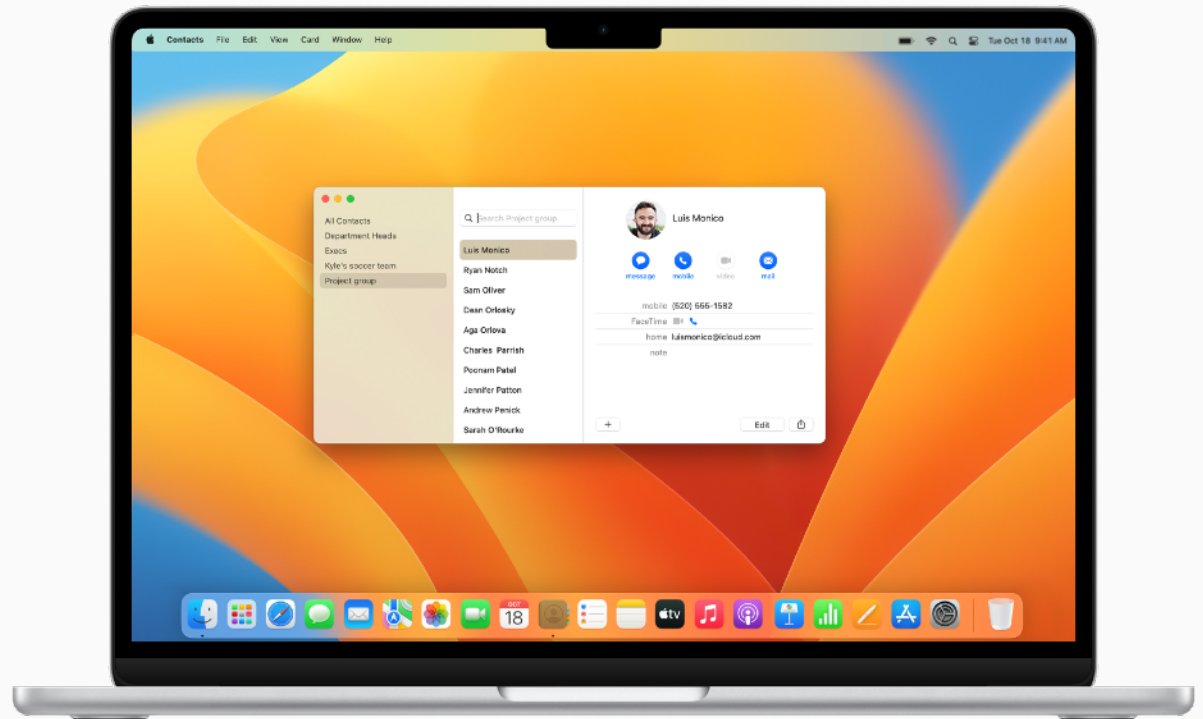 Contacts File Edit View Card Window Help
Tue Oct 18 9:41 AM
All Contacts
Department Heads
Execs
Kyle's soccer team
Project group
Search Project group
Luis Monico
Ryan Notch
Sam Oliver
Dean Orlosky
Aga Orlova
Charles Parrish
Poonam Patel
Jennifer Patton
Andrew Penick
Sarah O'Rourke
Luis Monico
message mobile video mail
mobile (520) 555-1582
FaceTime
home luismonico@icloud.com
note
+
Edit
OCT
18
tv